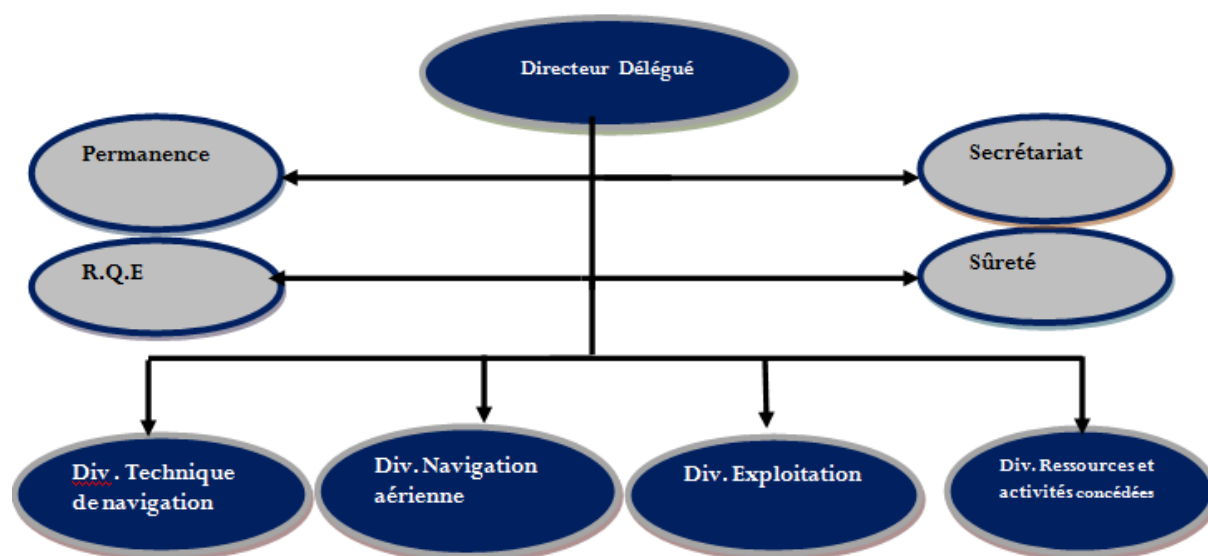 Directeur Délégué
Permanence
Secrétariat
R.Q.E
Sûreté
Div. Technique
de navigation
Div. Navigation
aérienne
Div. Exploitation
Div. Ressources et
activités concédées